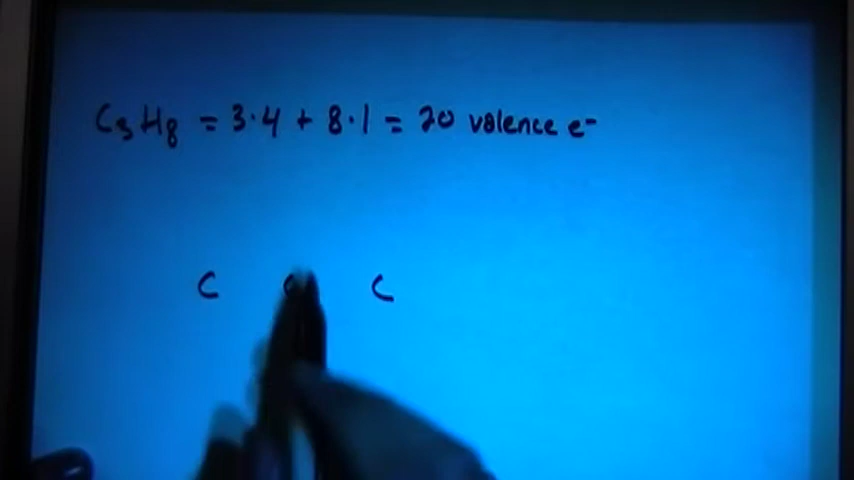 C₃H₈ = 3·4 + 8·1 = 20 valence e⁻
C C C